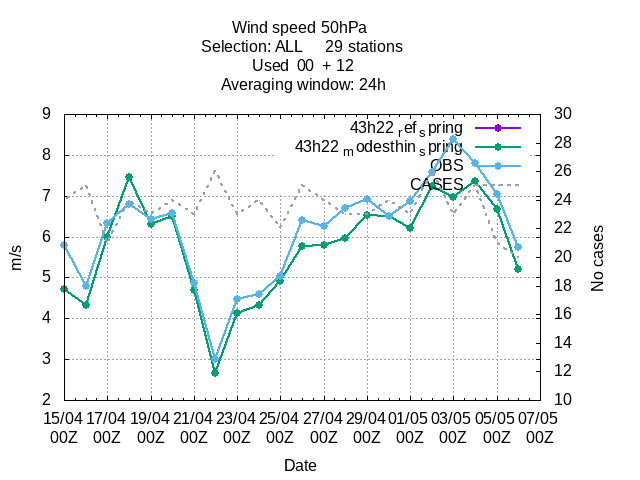 Wind speed 50hPa
Selection: ALL 29 stations
Used 00 + 12
Averaging window: 24h
9 30
43h22 ref spring
28
8 43h22 modesthin spring
OBS
26
CASES
7 24
22
6
20
5
18
4 16
14
3
12
2 10
m/s
No cases
15/04 17/04 19/04 21/04 23/04 25/04 27/04 29/04 01/05 03/05 05/05 07/05
00Z 00Z 00Z 00Z 00Z 00Z 00Z 00Z 00Z 00Z 00Z 00Z
Date